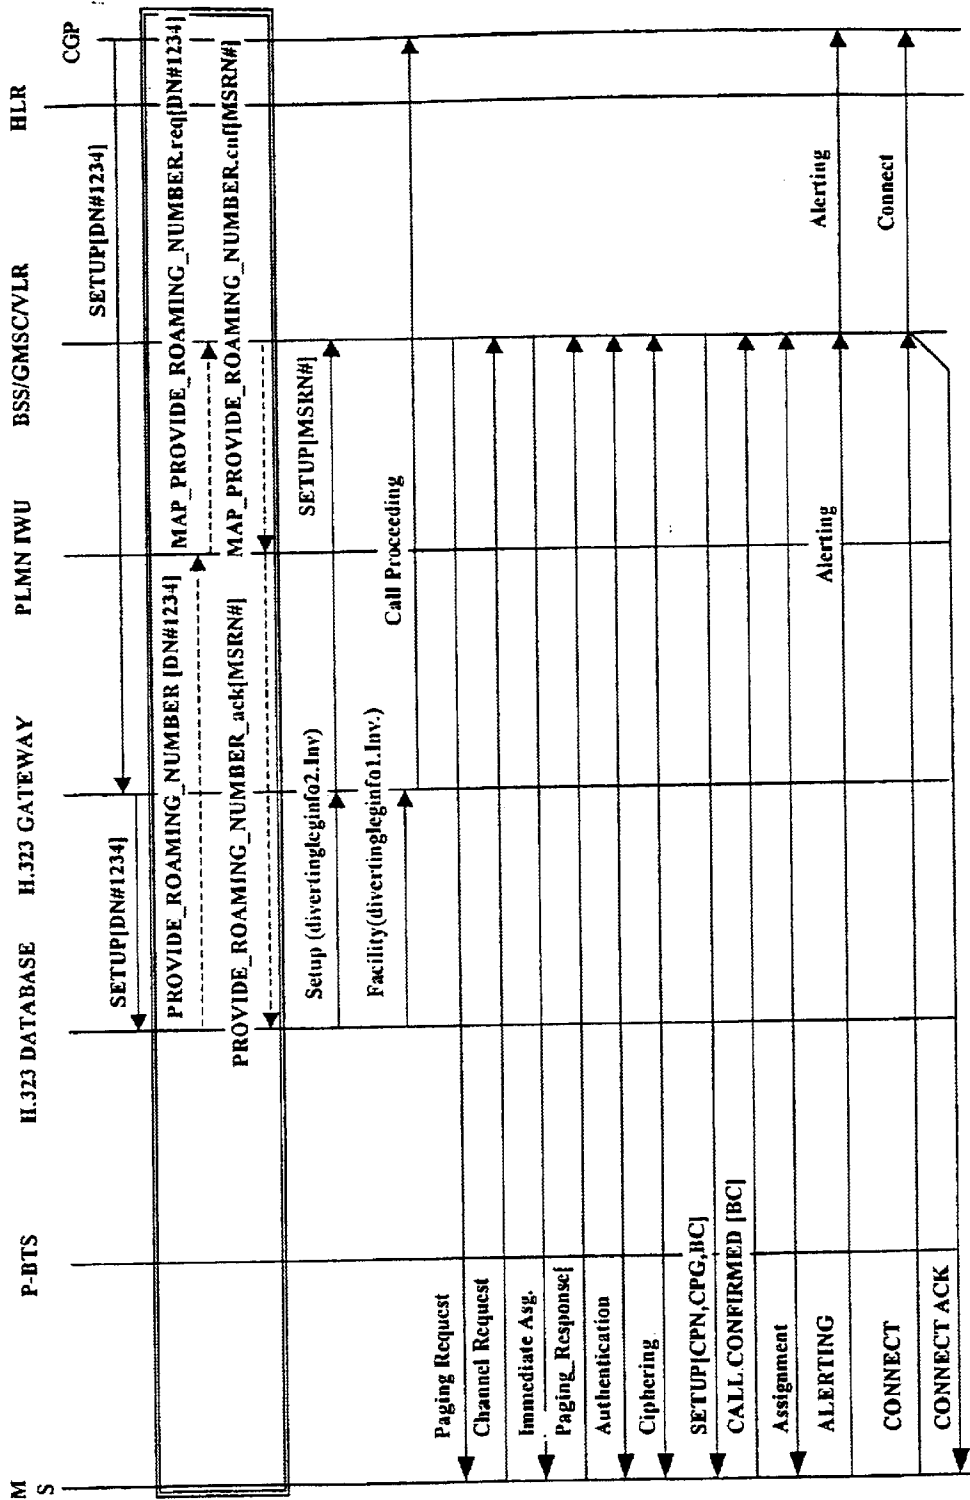 M
S
P-BTS
H.323 DATABASE
H.323 GATEWAY
PLMN IWU
BSS/GMSC/VLR
HLR
CGP
SETUP[DN#1234]
SETUP[DN#1234]
PROVIDE_ROAMING_NUMBER [DN#1234]
MAP_PROVIDE_ROAMING_NUMBER.req[DN#1234]
PROVIDE_ROAMING_NUMBER_ack[MSRN#]
MAP_PROVIDE_ROAMING_NUMBER.cnf[MSRN#]
Setup (divertingleginfo2.Inv)
SETUP[MSRN#]
Facility(divertingleginfo1.Inv.)
Call Proceeding
Paging Request
Channel Request
Immediate Asg.
Paging_Response[
Authentication
Ciphering
SETUP[CPN,CPG,BC]
CALL.CONFIRMED [BC]
Assignment
ALERTING
Alerting
Alerting
CONNECT
Connect
CONNECT ACK